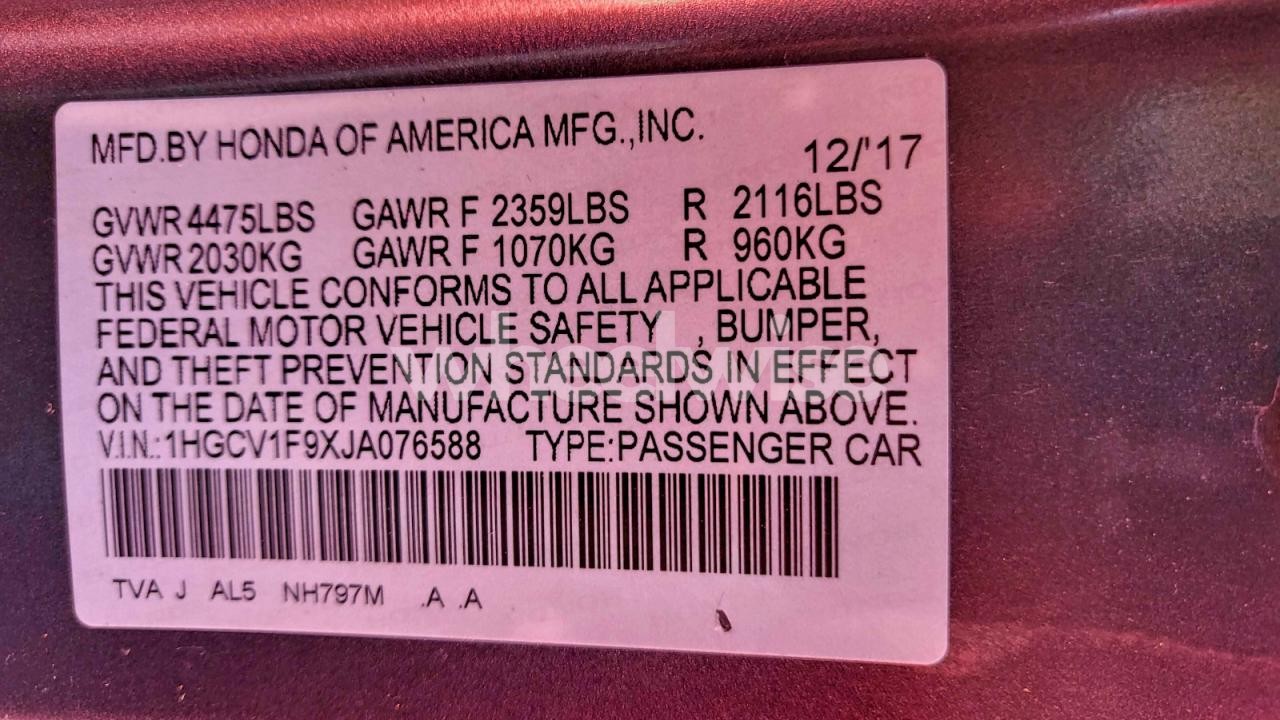 MFD.BY HONDA OF AMERICA MFG.,INC.
12/'17
GVWR 4475LBS GAWR F 2359LBS R 2116LBS
GVWR 2030KG GAWR F 1070KG R 960KG
THIS VEHICLE CONFORMS TO ALL APPLICABLE
FEDERAL MOTOR VEHICLE SAFETY , BUMPER,
AND THEFT PREVENTION STANDARDS IN EFFECT
ON THE DATE OF MANUFACTURE SHOWN ABOVE.
V.I.N.:1HGCV1F9XJA076588 TYPE:PASSENGER CAR
TVA J AL5 NH797M .A .A